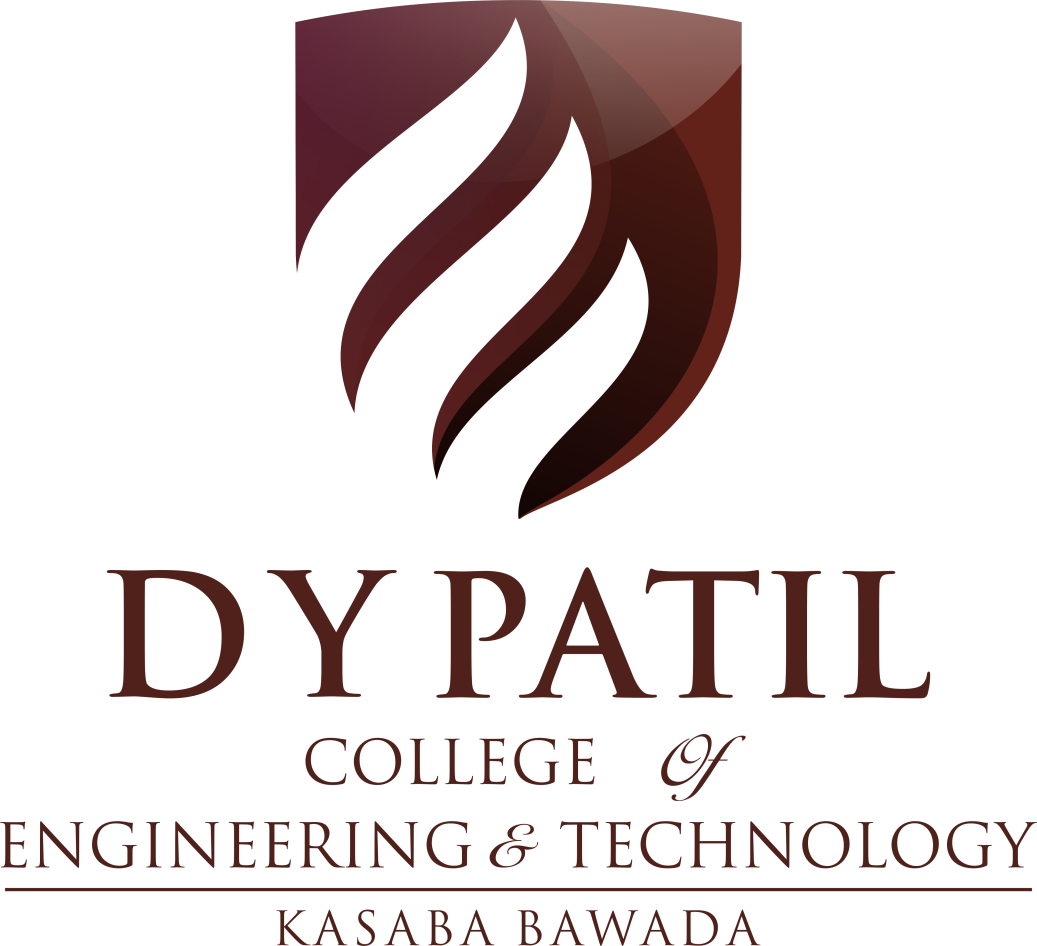 DY PATIL
COLLEGE Of
ENGINEERING & TECHNOLOGY
KASABA BAWADA